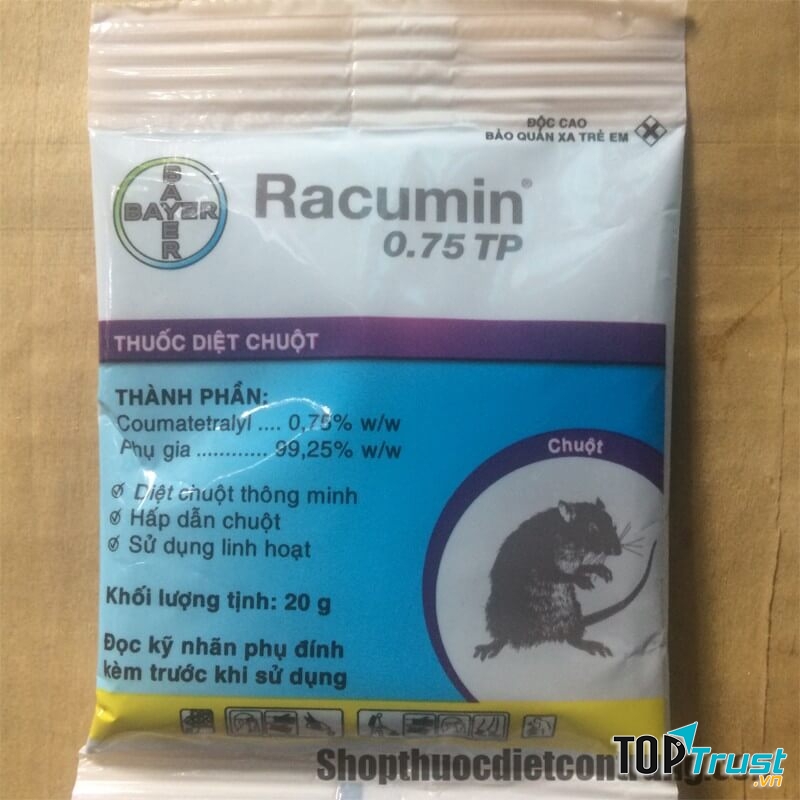 ĐỘC CAO
BẢO QUẢN XA TRẺ EM
BAYER
BAYER
Racumin®
0.75 TP
THUỐC DIỆT CHUỘT
THÀNH PHẦN:
Coumatetralyl .... 0,75% w/w
Phụ gia ............ 99,25% w/w
Diệt chuột thông minh
Hấp dẫn chuột
Sử dụng linh hoạt
Chuột
Khối lượng tịnh: 20 g
Đọc kỹ nhãn phụ đính
kèm trước khi sử dụng
TOPTrust.vn